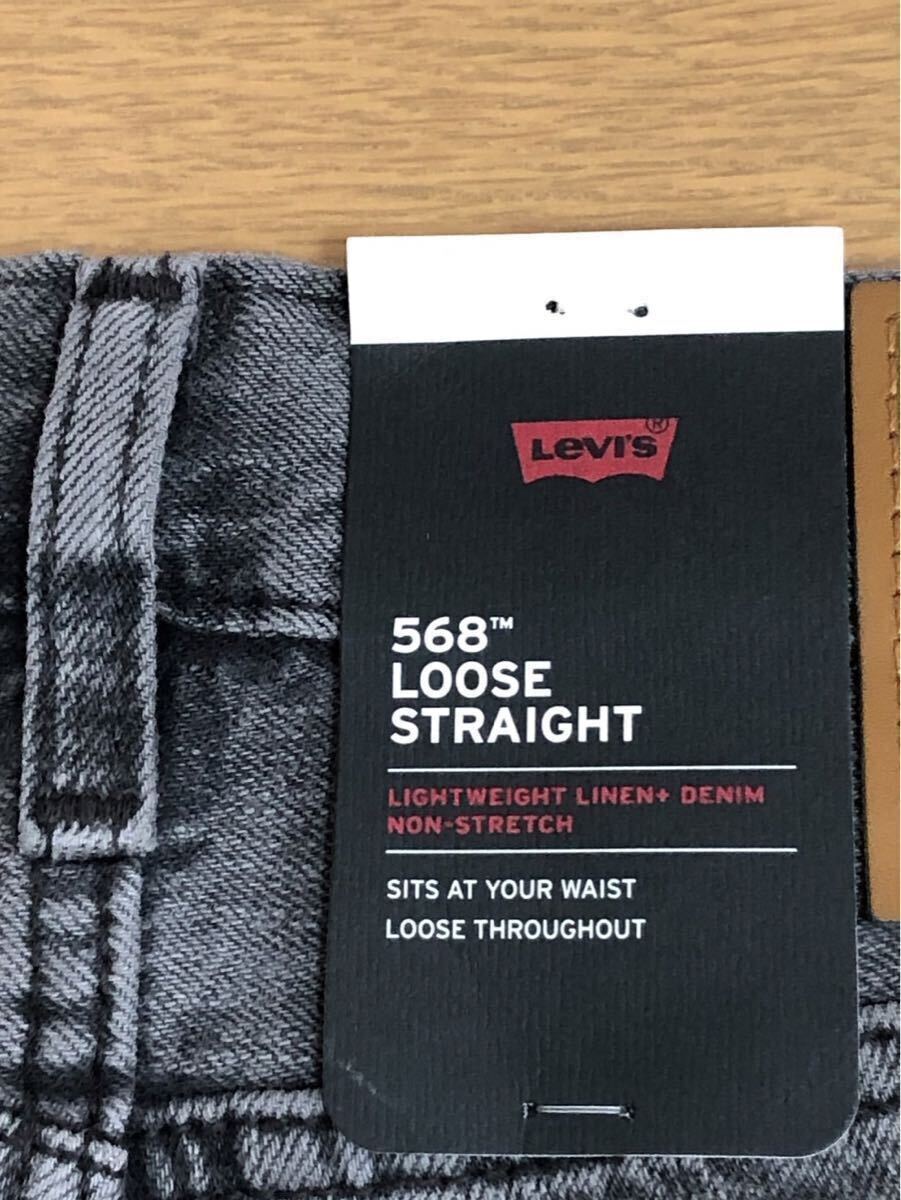 Levi's®
568™
LOOSE
STRAIGHT
LIGHTWEIGHT LINEN+ DENIM
NON-STRETCH
SITS AT YOUR WAIST
LOOSE THROUGHOUT